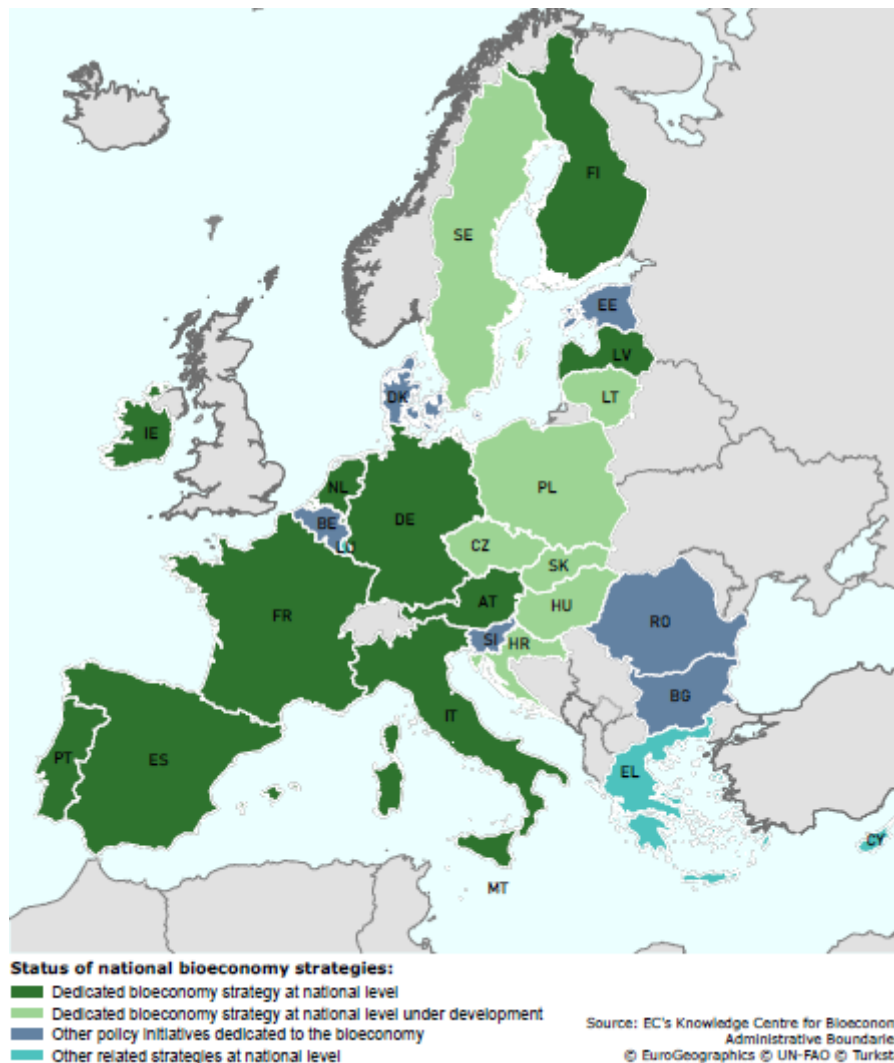 FI
SE
EE
LV
LT
DK
IE
NL
PL
DE
BE
LU
CZ
SK
AT
HU
FR
SI
HR
RO
BG
IT
PT
ES
EL
CY
MT
Status of national bioeconomy strategies:
Dedicated bioeconomy strategy at national level
Dedicated bioeconomy strategy at national level under development
Other policy initiatives dedicated to the bioeconomy
Other related strategies at national level
Source: EC's Knowledge Centre for Bioecon
Administrative Boundari
© EuroGeographics © UN-FAO © Turks